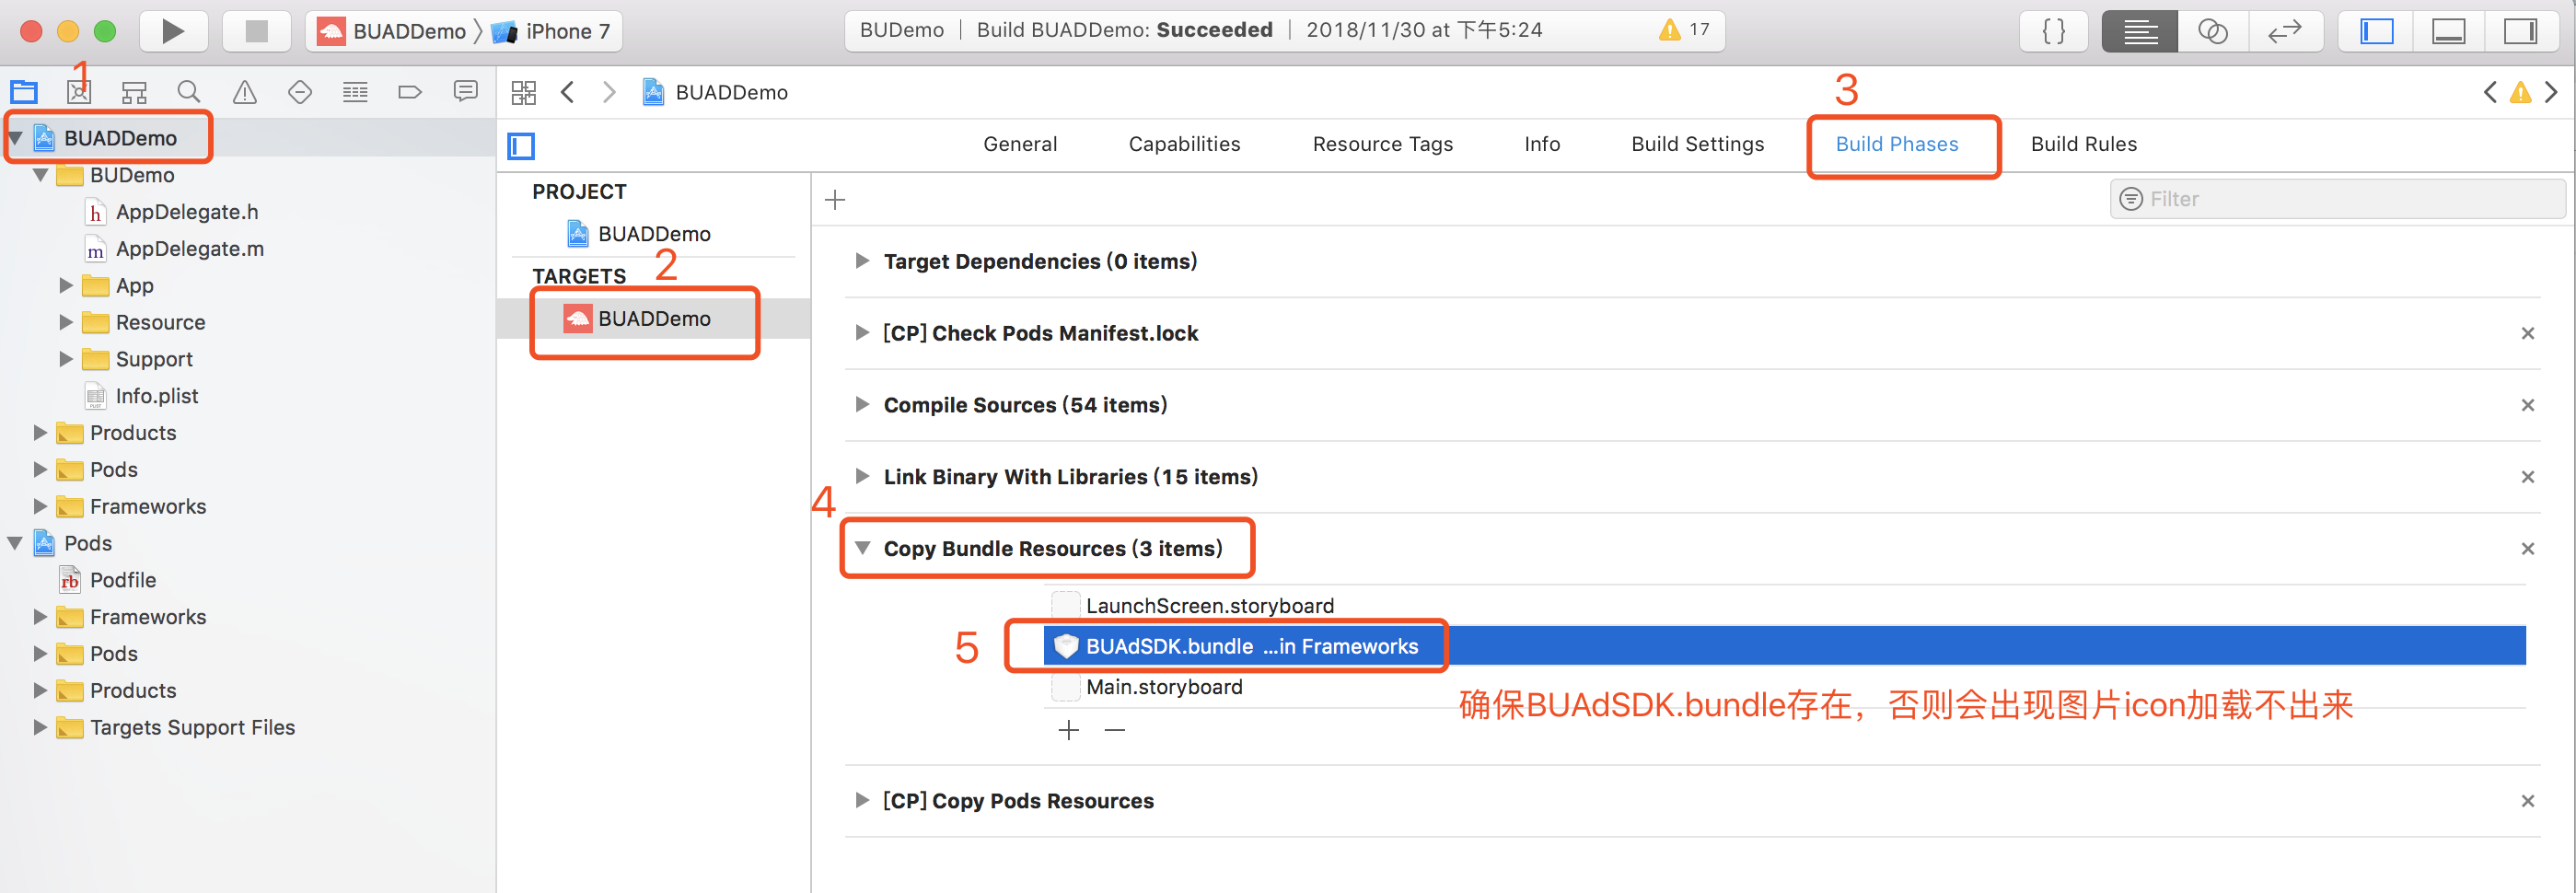 BUADDemo
iPhone 7
BUDemo
Build BUADDemo: Succeeded
2018/11/30 at 下午5:24
17
{}
1
BUADDemo
BUDemo
h AppDelegate.h
m AppDelegate.m
App
Resource
Support
Info.plist
Products
Pods
Frameworks
Pods
rb Podfile
Frameworks
Pods
Products
Targets Support Files
BUADDemo
3
General Capabilities Resource Tags Info Build Settings Build Phases Build Rules
PROJECT
BUADDemo
2
TARGETS
BUADDemo
Filter
Target Dependencies (0 items)
[CP] Check Pods Manifest.lock
Compile Sources (54 items)
Link Binary With Libraries (15 items)
4
Copy Bundle Resources (3 items)
LaunchScreen.storyboard
5
BUAdSDK.bundle ...in Frameworks
Main.storyboard
确保BUAdSDK.bundle存在，否则会出现图片icon加载不出来
[CP] Copy Pods Resources